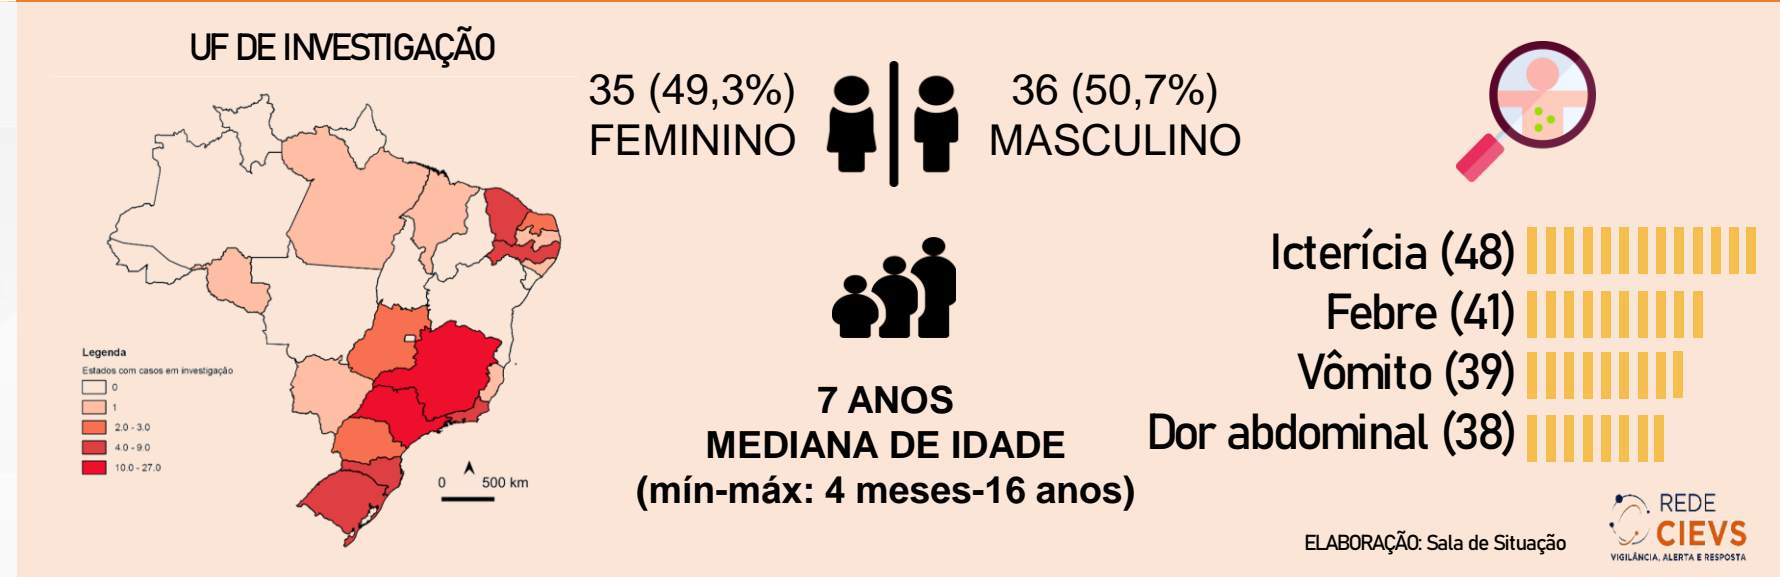 UF DE INVESTIGAÇÃO
Legenda
Estados com casos em investigação
0
1
2.0 - 3.0
4.0 - 9.0
10.0 - 27.0
0 500 km
35 (49,3%)
FEMININO
36 (50,7%)
MASCULINO
7 ANOS
MEDIANA DE IDADE
(mín-máx: 4 meses-16 anos)
Icterícia (48)
Febre (41)
Vômito (39)
Dor abdominal (38)
ELABORAÇÃO: Sala de Situação
REDE
CIEVS
VIGILÂNCIA, ALERTA E RESPOSTA